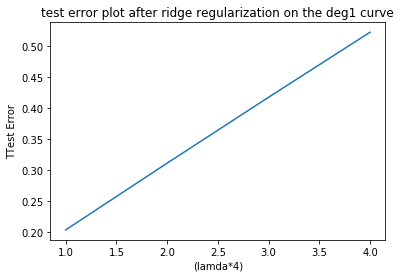 test error plot after ridge regularization on the deg1 curve
0.50
0.45
0.40
0.35
0.30
0.25
0.20
TTest Error
1.0 1.5 2.0 2.5 3.0 3.5 4.0
(lamda*4)